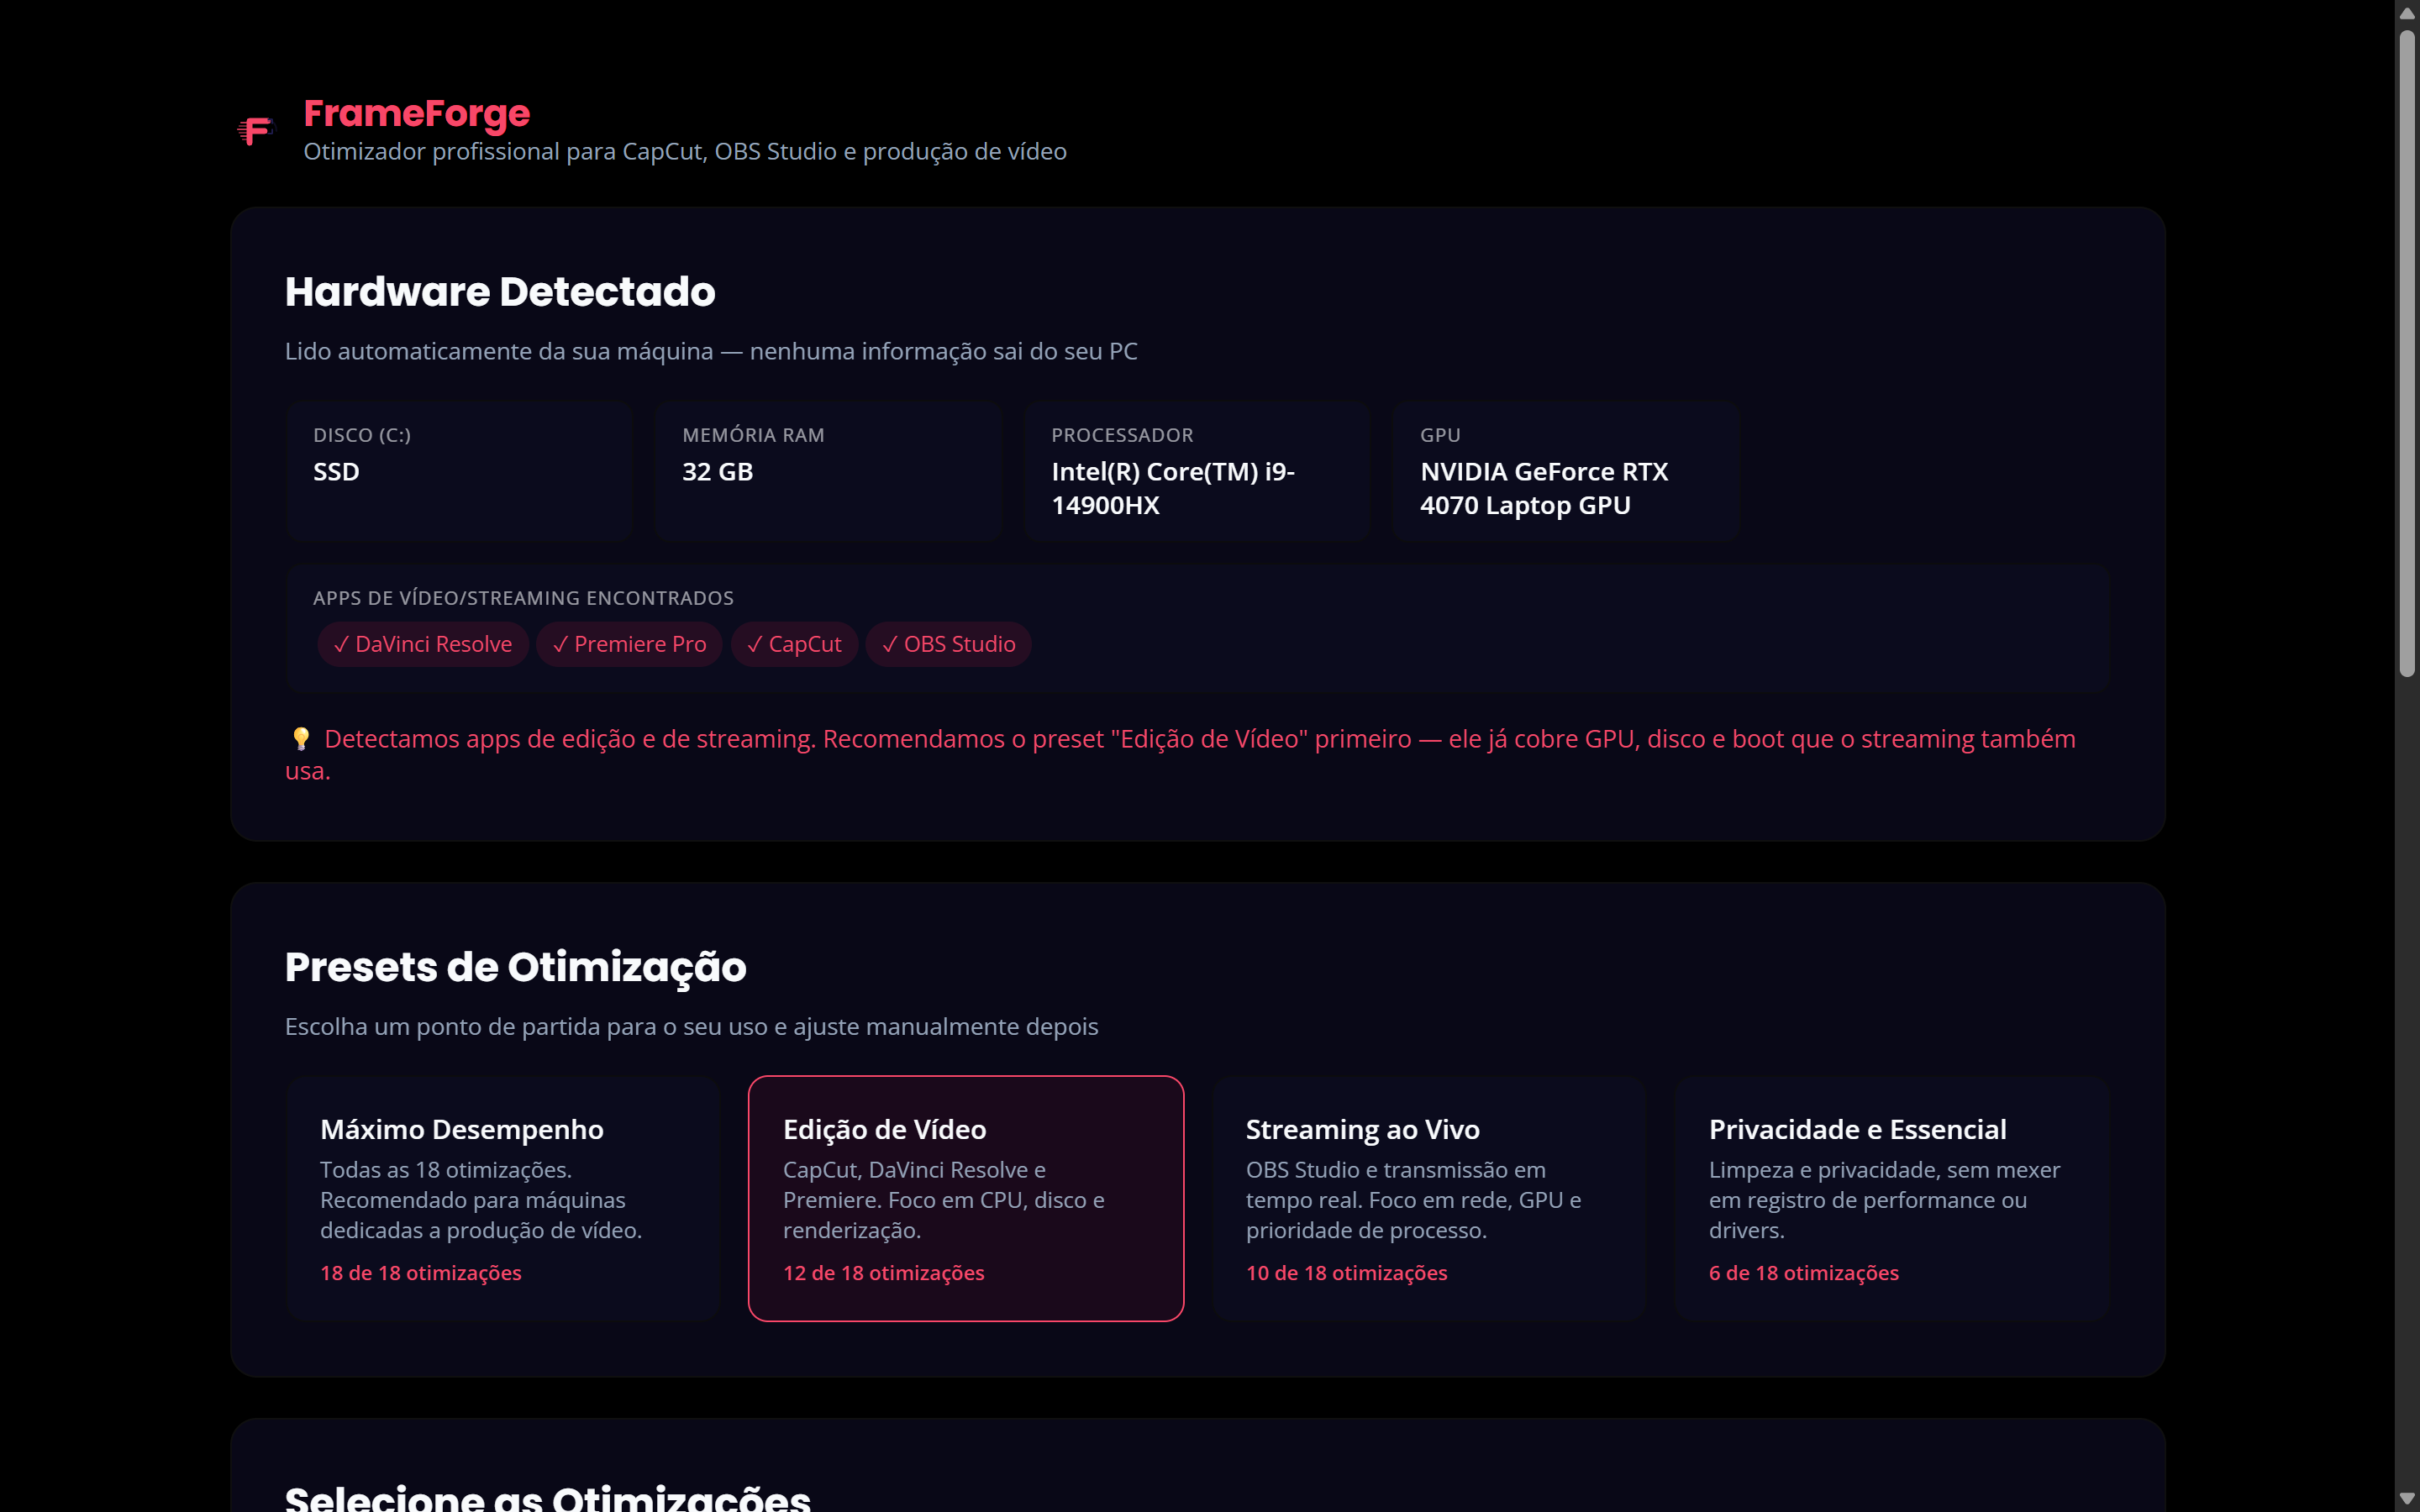 FrameForge
Otimizador profissional para CapCut, OBS Studio e produção de vídeo
Hardware Detectado
Lido automaticamente da sua máquina — nenhuma informação sai do seu PC
DISCO (C:)
SSD
MEMÓRIA RAM
32 GB
PROCESSADOR
Intel(R) Core(TM) i9-
14900HX
GPU
NVIDIA GeForce RTX
4070 Laptop GPU
APPS DE VÍDEO/STREAMING ENCONTRADOS
✓ DaVinci Resolve
✓ Premiere Pro
✓ CapCut
✓ OBS Studio
💡 Detectamos apps de edição e de streaming. Recomendamos o preset "Edição de Vídeo" primeiro — ele já cobre GPU, disco e boot que o streaming também
usa.
Presets de Otimização
Escolha um ponto de partida para o seu uso e ajuste manualmente depois
Máximo Desempenho
Todas as 18 otimizações.
Recomendado para máquinas
dedicadas a produção de vídeo.
18 de 18 otimizações
Edição de Vídeo
CapCut, DaVinci Resolve e
Premiere. Foco em CPU, disco e
renderização.
12 de 18 otimizações
Streaming ao Vivo
OBS Studio e transmissão em
tempo real. Foco em rede, GPU e
prioridade de processo.
10 de 18 otimizações
Privacidade e Essencial
Limpeza e privacidade, sem mexer
em registro de performance ou
drivers.
6 de 18 otimizações
Selecione as Otimizações